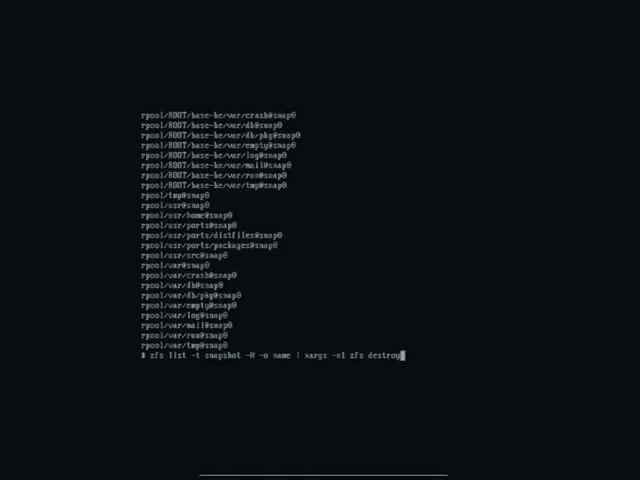 rpool/ROOT/base-be/var/crash@snap0
rpool/ROOT/base-be/var/db@snap0
rpool/ROOT/base-be/var/db/pkg@snap0
rpool/ROOT/base-be/var/empty@snap0
rpool/ROOT/base-be/var/log@snap0
rpool/ROOT/base-be/var/mail@snap0
rpool/ROOT/base-be/var/run@snap0
rpool/ROOT/base-be/var/tmp@snap0
rpool/tmp@snap0
rpool/usr@snap0
rpool/usr/home@snap0
rpool/usr/ports@snap0
rpool/usr/ports/distfiles@snap0
rpool/usr/ports/packages@snap0
rpool/usr/src@snap0
rpool/var@snap0
rpool/var/crash@snap0
rpool/var/db@snap0
rpool/var/db/pkg@snap0
rpool/var/empty@snap0
rpool/var/log@snap0
rpool/var/mail@snap0
rpool/var/run@snap0
rpool/var/tmp@snap0
# zfs list -t snapshot -H -o name | xargs -n1 zfs destroy